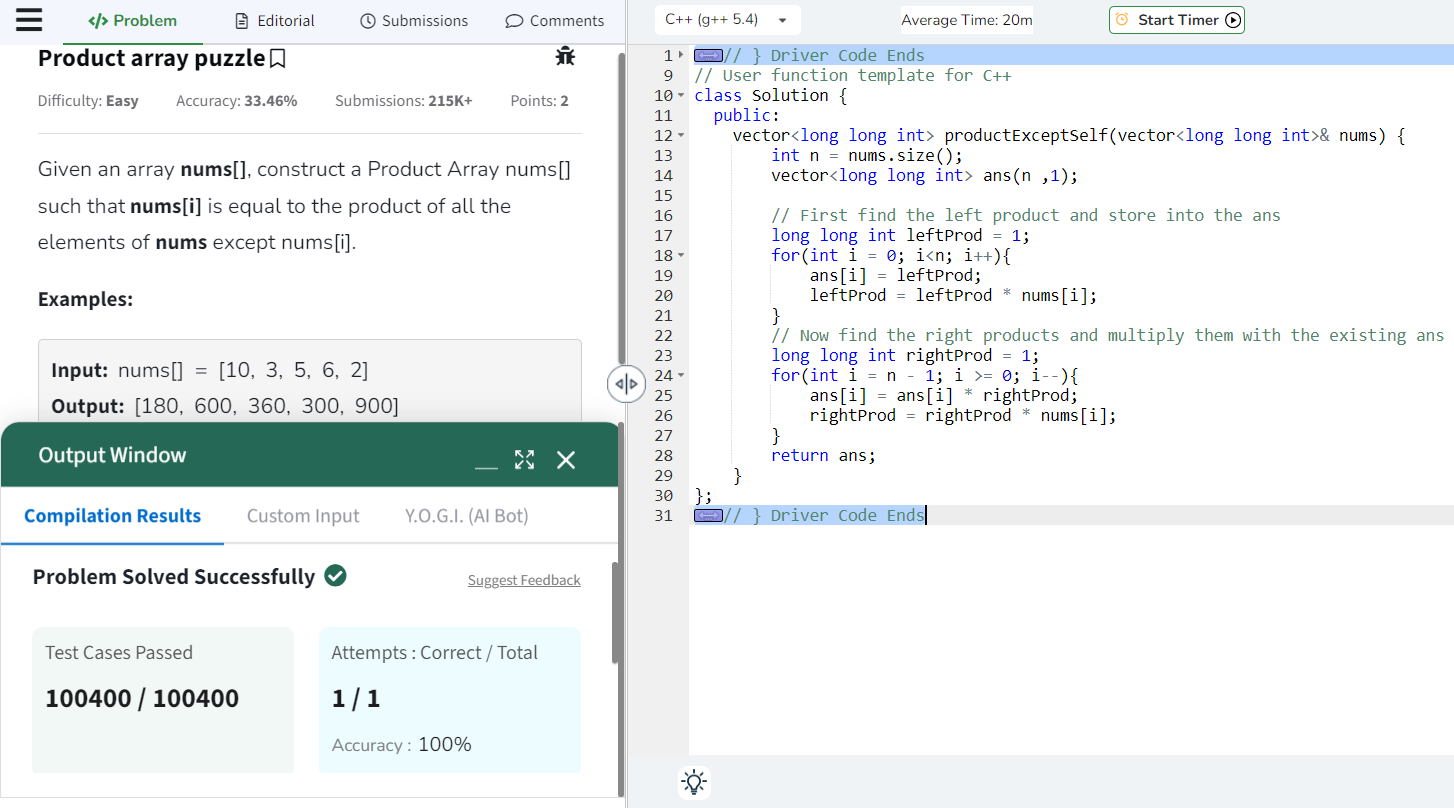 Problem
Editorial
Submissions
Comments
Product array puzzle
Difficulty: Easy Accuracy: 33.46% Submissions: 215K+ Points: 2
Given an array nums[], construct a Product Array nums[]
such that nums[i] is equal to the product of all the
elements of nums except nums[i].
Examples:
Input: nums[] = [10, 3, 5, 6, 2]
Output: [180, 600, 360, 300, 900]
Output Window
Compilation Results Custom Input Y.O.G.I. (AI Bot)
Problem Solved Successfully
Suggest Feedback
Test Cases Passed
100400 / 100400
Attempts : Correct / Total
1 / 1
Accuracy : 100%
C++ (g++ 5.4)
Average Time: 20m
Start Timer
1 // } Driver Code Ends
9 // User function template for C++
10 class Solution {
11 public:
12 vector<long long int> productExceptSelf(vector<long long int>& nums) {
13 int n = nums.size();
14 vector<long long int> ans(n ,1);
15
16 // First find the left product and store into the ans
17 long long int leftProd = 1;
18 for(int i = 0; i<n; i++){
19 ans[i] = leftProd;
20 leftProd = leftProd * nums[i];
21 }
22 // Now find the right products and multiply them with the existing ans
23 long long int rightProd = 1;
24 for(int i = n - 1; i >= 0; i--){
25 ans[i] = ans[i] * rightProd;
26 rightProd = rightProd * nums[i];
27 }
28 return ans;
29 }
30 };
31 // } Driver Code Ends